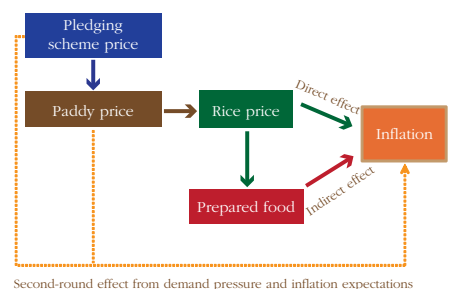 Pledging
scheme price
Paddy price
Rice price
Direct effect
Inflation
Prepared food
Indirect effect
Second-round effect from demand pressure and inflation expectations